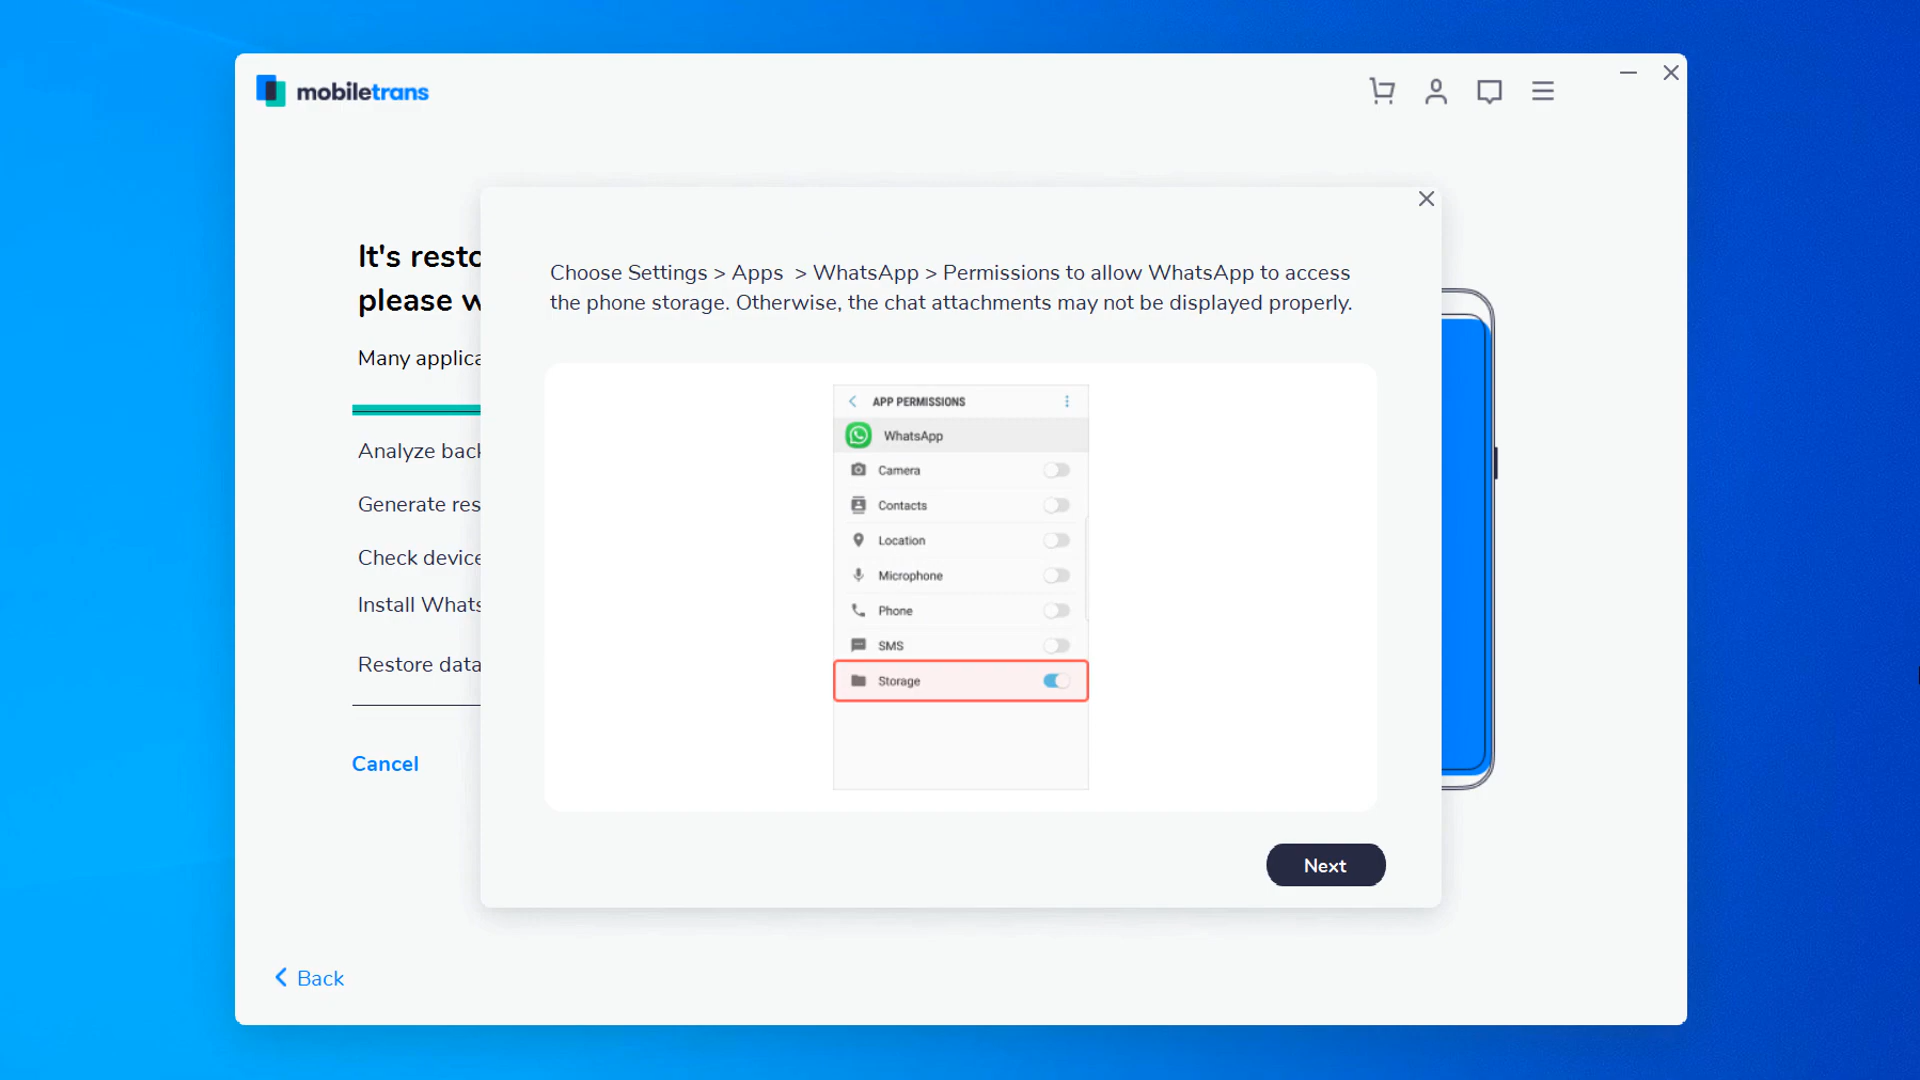 mobiletrans
It's resto
please w
Many applica
Analyze back
Generate res
Check device
Install Whats
Restore data
Cancel
Choose Settings > Apps > WhatsApp > Permissions to allow WhatsApp to access
the phone storage. Otherwise, the chat attachments may not be displayed properly.
APP PERMISSIONS
WhatsApp
Camera
Contacts
Location
Microphone
Phone
SMS
Storage
Next
Back